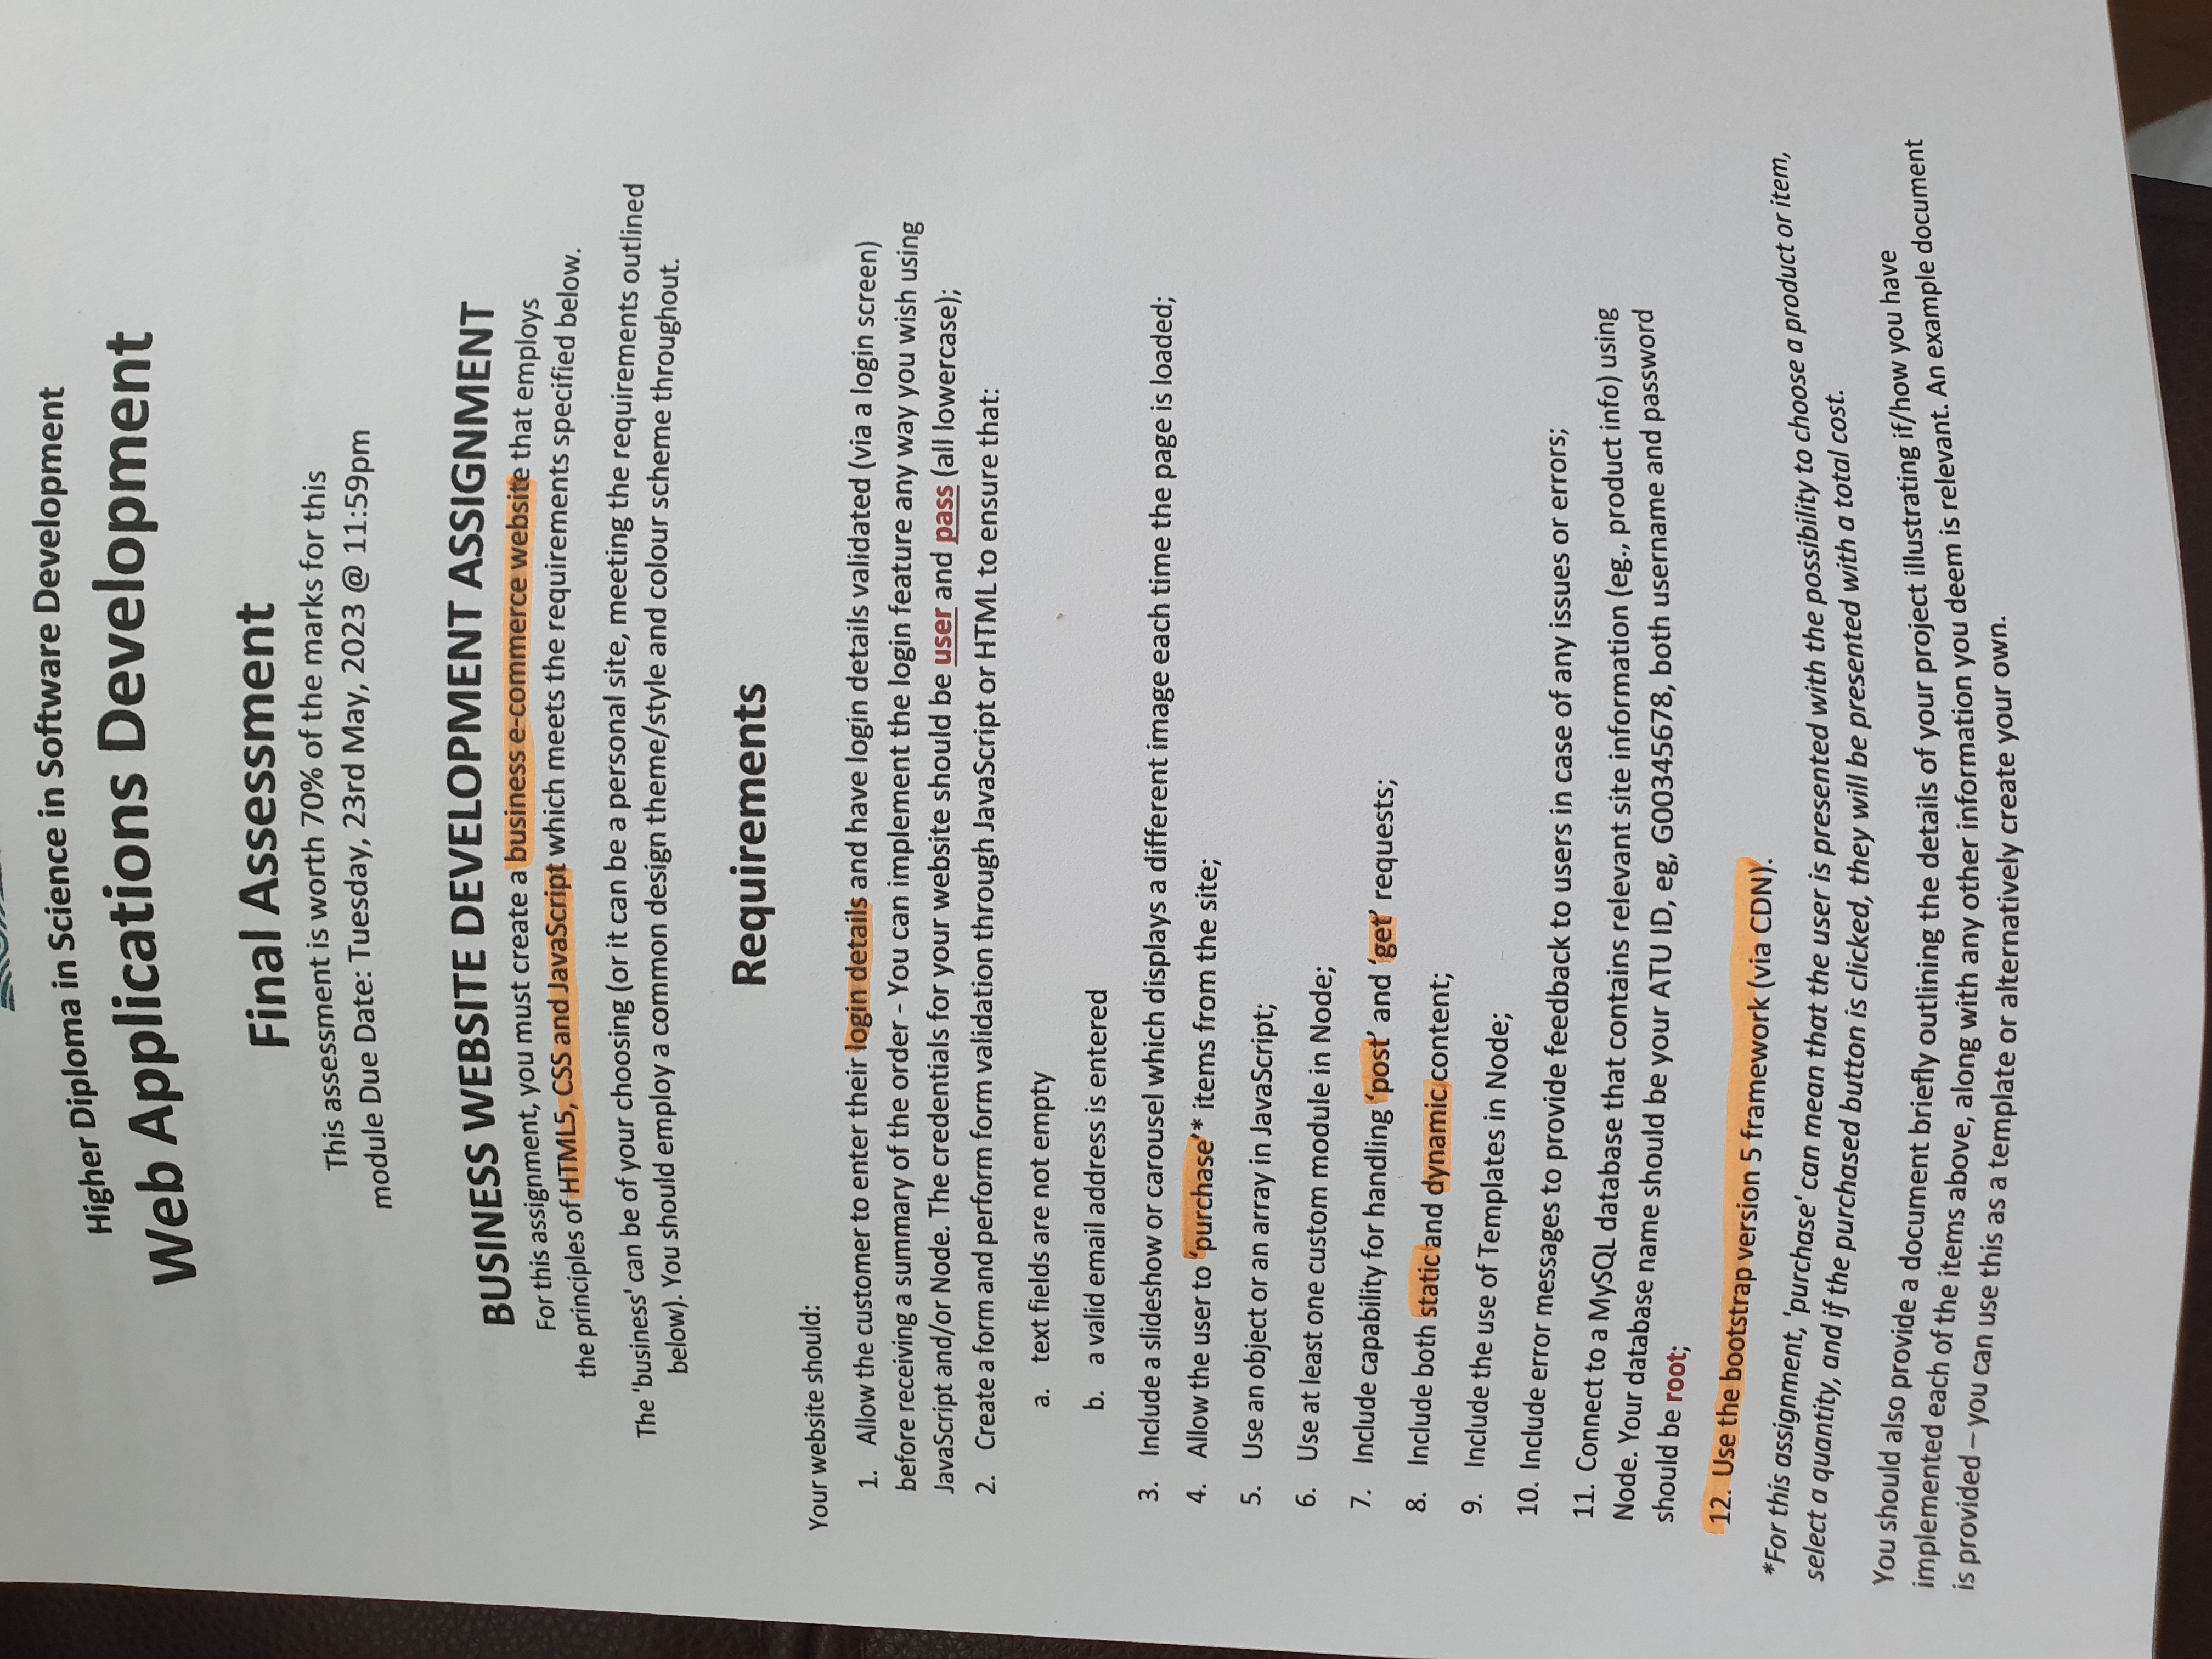 Higher Diploma in Science in Software Development
Web Applications Development
Final Assessment
This assessment is worth 70% of the marks for this
module Due Date: Tuesday, 23rd May, 2023 @ 11:59pm
BUSINESS WEBSITE DEVELOPMENT ASSIGNMENT
For this assignment, you must create a business e-commerce website that employs
the principles of HTML5, CSS and JavaScript which meets the requirements specified below.
The 'business' can be of your choosing (or it can be a personal site, meeting the requirements outlined
below). You should employ a common design theme/style and colour scheme throughout.
Requirements
Your website should:
1. Allow the customer to enter their login details and have login details validated (via a login screen)
before receiving a summary of the order - You can implement the login feature any way you wish using
JavaScript and/or Node. The credentials for your website should be user and pass (all lowercase);
2. Create a form and perform form validation through JavaScript or HTML to ensure that:
a. text fields are not empty
b. a valid email address is entered
3. Include a slideshow or carousel which displays a different image each time the page is loaded;
4. Allow the user to 'purchase'* items from the site;
5. Use an object or an array in JavaScript;
6. Use at least one custom module in Node;
7. Include capability for handling 'post' and 'get' requests;
8. Include both static and dynamic content;
9. Include the use of Templates in Node;
10. Include error messages to provide feedback to users in case of any issues or errors;
11. Connect to a MySQL database that contains relevant site information (eg., product info) using
Node. Your database name should be your ATU ID, eg, G00345678, both username and password
should be root;
12. Use the bootstrap version 5 framework (via CDN).
*For this assignment, 'purchase' can mean that the user is presented with the possibility to choose a product or item,
select a quantity, and if the purchased button is clicked, they will be presented with a total cost.
You should also provide a document briefly outlining the details of your project illustrating if/how you have
implemented each of the items above, along with any other information you deem is relevant. An example document
is provided – you can use this as a template or alternatively create your own.